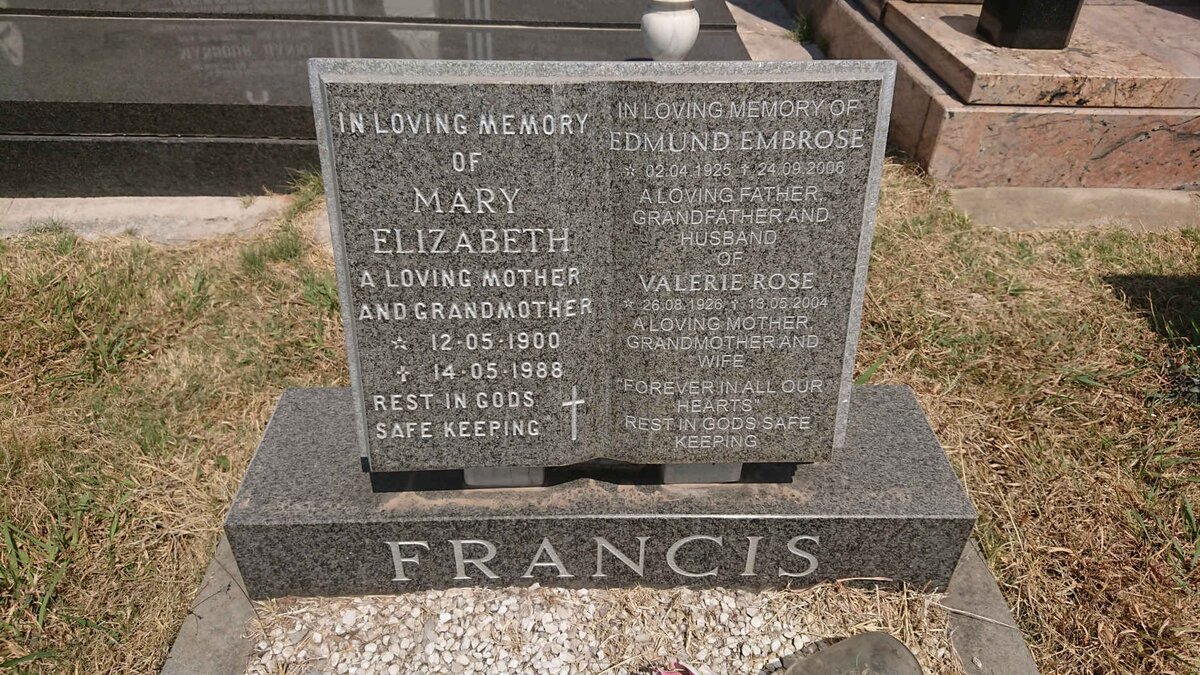 IN LOVING MEMORY
OF
MARY
ELIZABETH
A LOVING MOTHER
AND GRANDMOTHER
☆ 12·05·1900
✝ 14·05·1988
REST IN GODS
SAFE KEEPING
IN LOVING MEMORY OF
EDMUND EMBROSE
☆ 02.04.1925 ✝ 24.09.2006
A LOVING FATHER,
GRANDFATHER AND
HUSBAND
OF
VALERIE ROSE
☆ 26.08.1926 ✝ 13.05.2004
A LOVING MOTHER,
GRANDMOTHER AND
WIFE
"FOREVER IN ALL OUR
HEARTS"
REST IN GODS SAFE
KEEPING
FRANCIS